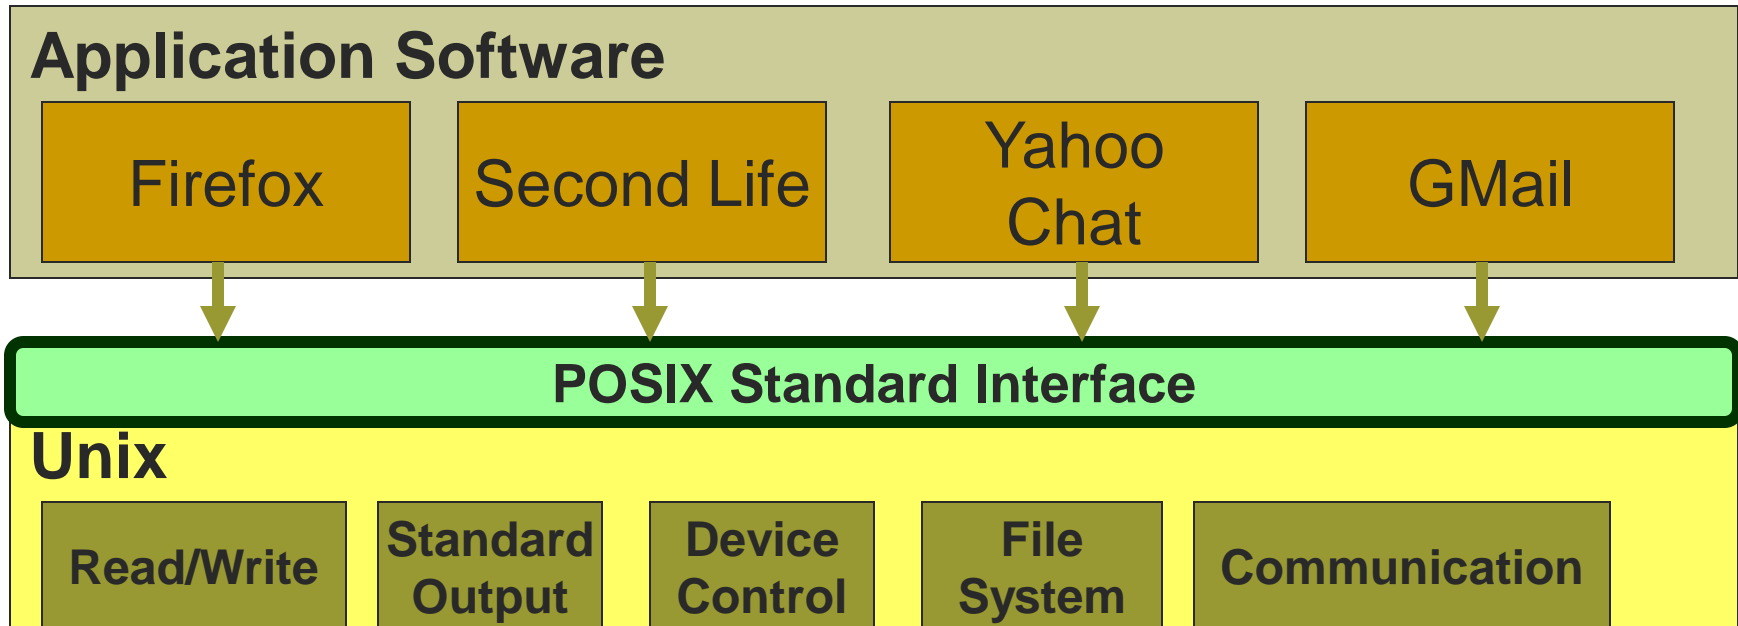 Application Software
Firefox
Second Life
Yahoo
Chat
GMail
POSIX Standard Interface
Unix
Read/Write
Standard
Output
Device
Control
File
System
Communication